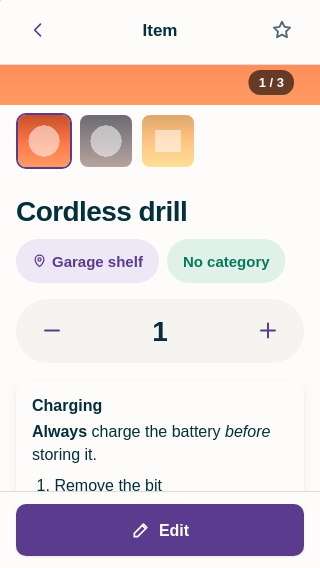 Item
1 / 3
Cordless drill
Garage shelf
No category
1
Charging
Always charge the battery before
storing it.
1. Remove the bit
Edit